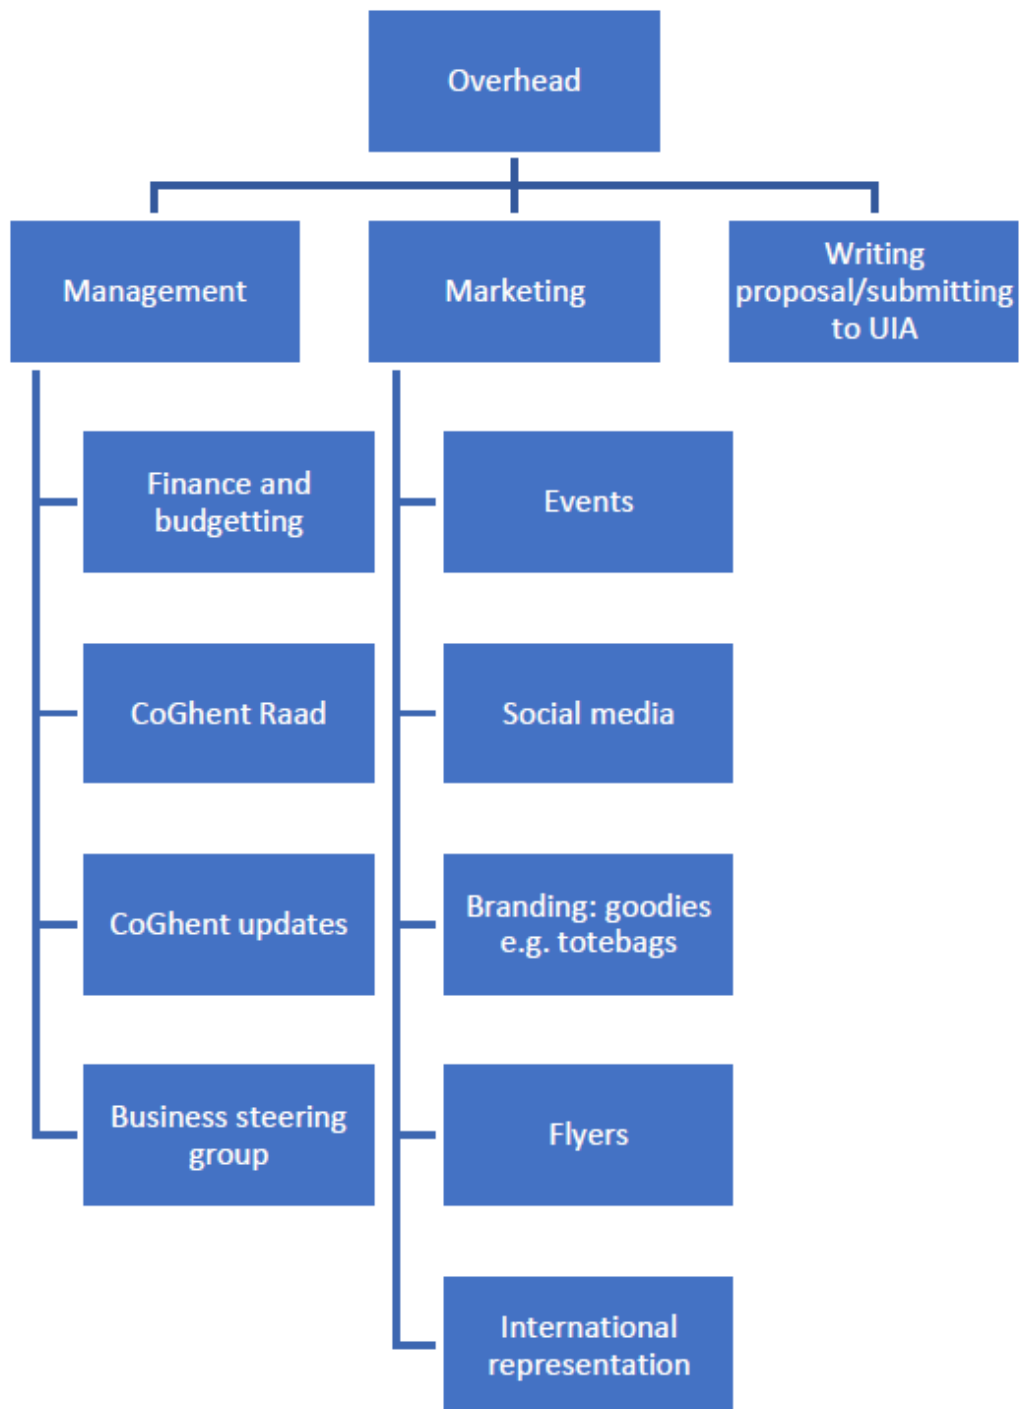 Overhead
Management
Marketing
Writing
proposal/submitting
to UIA
Finance and
budgetting
CoGhent Raad
CoGhent updates
Business steering
group
Events
Social media
Branding: goodies
e.g. totebags
Flyers
International
representation